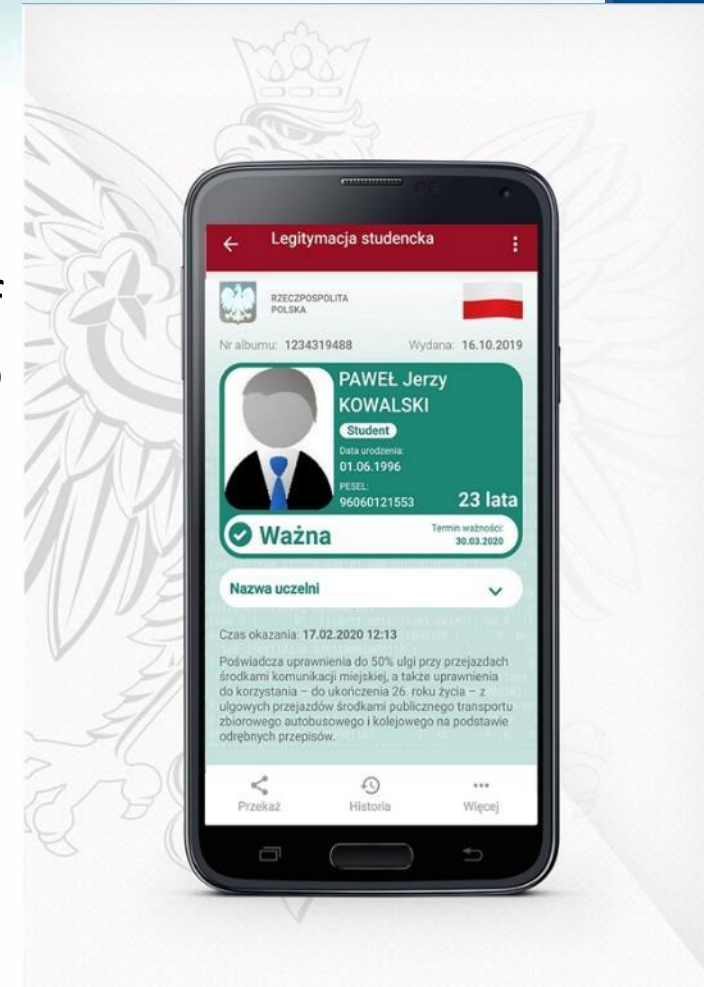 Legitymacja studencka
RZECZPOSPOLITA
POLSKA
Nr albumu: 1234319488 Wydana: 16.10.2019
PAWEŁ Jerzy
KOWALSKI
Student
Data urodzenia:
01.06.1996
PESEL:
96060121553 23 lata
Ważna
Termin ważności:
30.03.2020
Nazwa uczelni
Czas okazania: 17.02.2020 12:13
Poświadcza uprawnienia do 50% ulgi przy przejazdach
środkami komunikacji miejskiej, a także uprawnienia
do korzystania – do ukończenia 26. roku życia – z
ulgowych przejazdów środkami publicznego transportu
zbiorowego autobusowego i kolejowego na podstawie
odrębnych przepisów.
Przekaż Historia Więcej